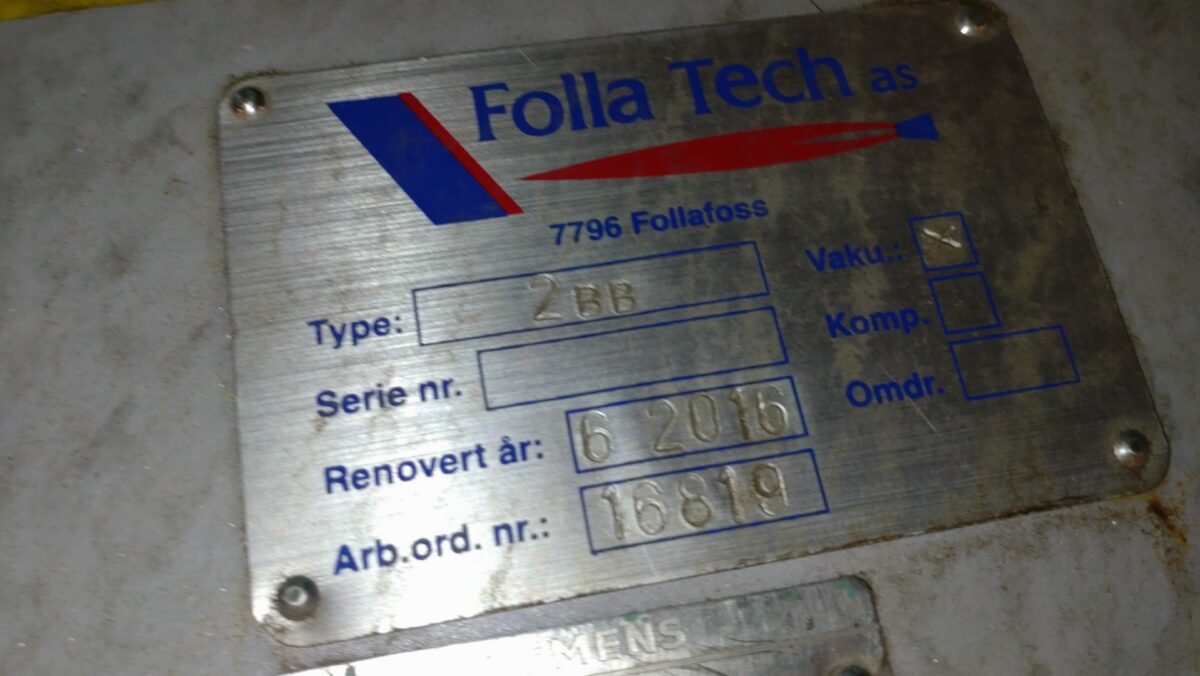 Folla Tech as
7796 Follafoss
Type: 2BB
Serie nr.
Renovert år: 6 2016
Arb.ord. nr.: 16819
Vaku.: X
Komp.
Omdr.
MENS